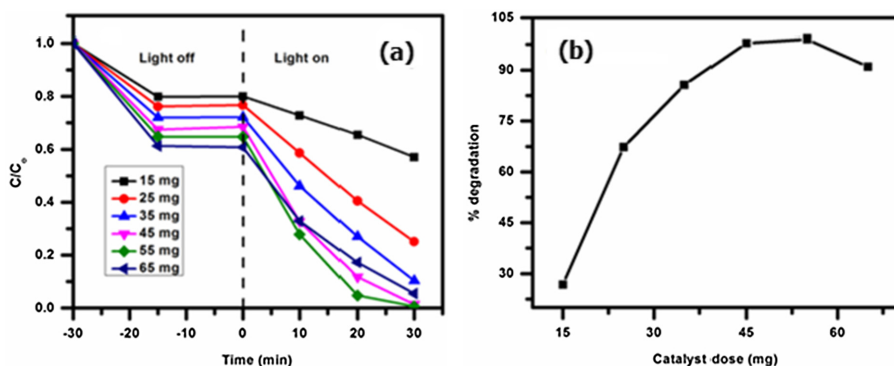 (a)
Light off
Light on
1.0
0.8
0.6
0.4
0.2
0.0
C/Co
15 mg
25 mg
35 mg
45 mg
55 mg
65 mg
-30
-20
-10
0
10
20
30
Time (min)
(b)
105
90
75
60
45
30
% degradation
15
30
45
60
Catalyst dose (mg)